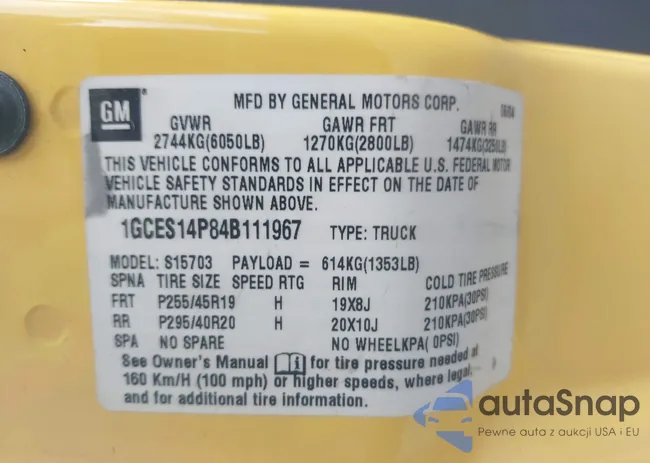 GM
MFD BY GENERAL MOTORS CORP. 06/04
GVWR GAWR FRT GAWR RR
2744KG(6050LB) 1270KG(2800LB) 1474KG(3250LB)
THIS VEHICLE CONFORMS TO ALL APPLICABLE U.S. FEDERAL MOTOR
VEHICLE SAFETY STANDARDS IN EFFECT ON THE DATE OF
MANUFACTURE SHOWN ABOVE.
1GCES14P84B111967 TYPE: TRUCK
MODEL: S15703 PAYLOAD = 614KG(1353LB)
SPNA TIRE SIZE SPEED RTG RIM COLD TIRE PRESSURE
FRT P255/45R19 H 19X8J 210KPA(30PSI)
RR P295/40R20 H 20X10J 210KPA(30PSI)
SPA NO SPARE NO WHEELKPA( 0PSI)
See Owner's Manual for tire pressure needed at
160 Km/H (100 mph) or higher speeds, where legal,
and for additional tire information.
autaSnap
Pewne auta z aukcji USA i EU